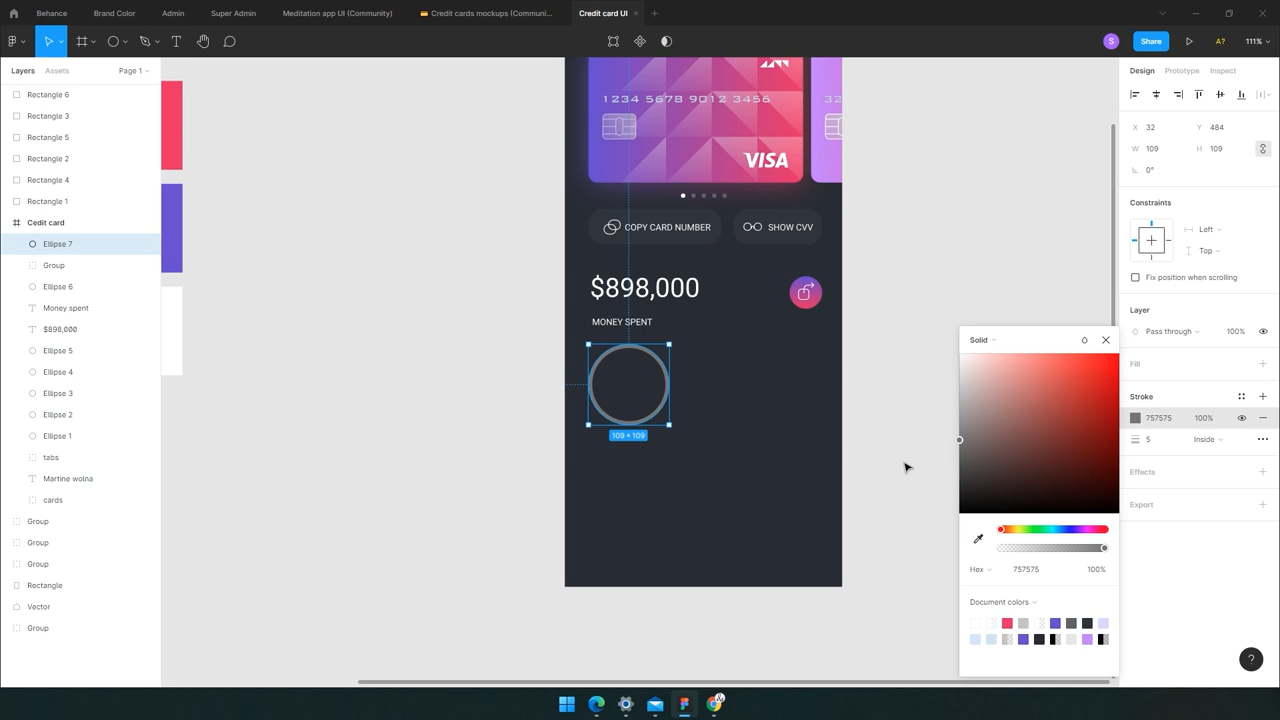 Behance
Brand Color
Admin
Super Admin
Meditation app UI (Community)
Credit cards mockups (Communi...
Credit card UI
S
Share
A?
111%
Layers
Assets
Page 1
Rectangle 6
Rectangle 3
Rectangle 5
Rectangle 2
Rectangle 4
Rectangle 1
Cedit card
Ellipse 7
Group
Ellipse 6
Money spent
$898,000
Ellipse 5
Ellipse 4
Ellipse 3
Ellipse 2
Ellipse 1
tabs
Martine wolna
cards
Group
Group
Group
Rectangle
Vector
Group
1234 5678 9012 3456
32
VISA
COPY CARD NUMBER
SHOW CVV
$898,000
MONEY SPENT
109 × 109
Solid
Hex
757575
100%
Document colors
Design
Prototype
Inspect
X 32
Y 484
W 109
H 109
0°
Constraints
Left
Top
Fix position when scrolling
Layer
Pass through
100%
Fill
Stroke
757575
100%
5
Inside
Effects
Export
?